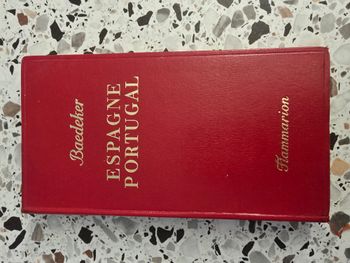 Baedeker
ESPAGNE
PORTUGAL
Flammarion